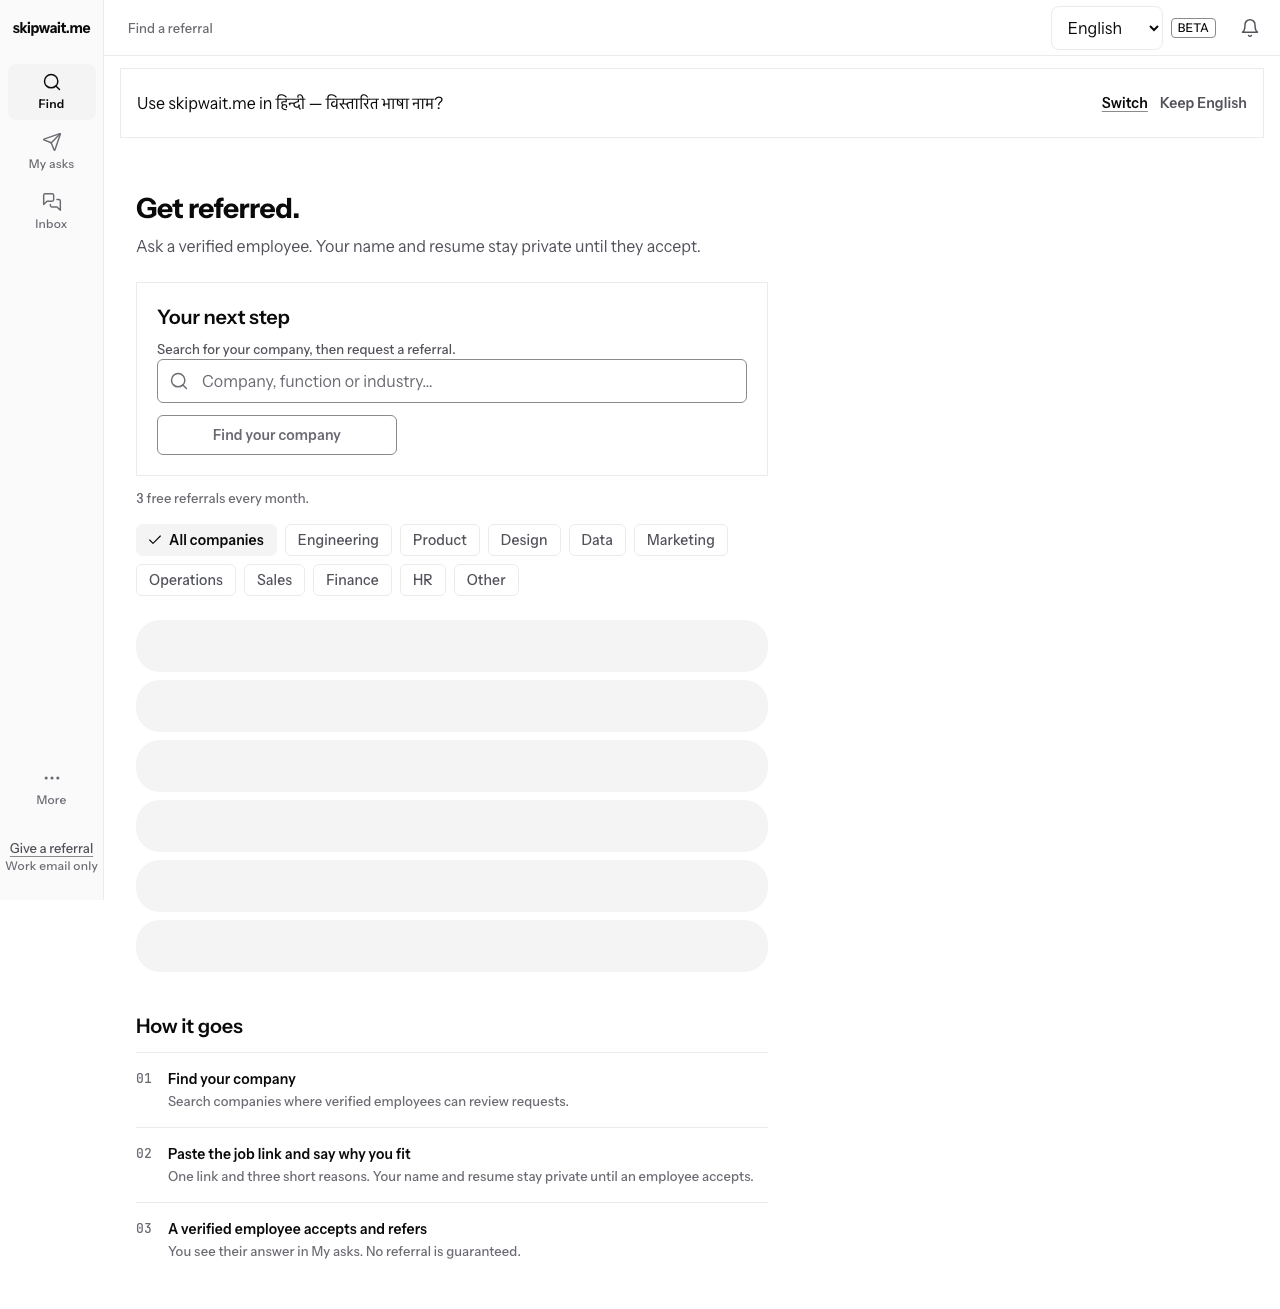 skipwait.me
Find a referral
English
BETA
Find
My asks
Inbox
Use skipwait.me in हिन्दी — विस्तारित भाषा नाम?
Switch
Keep English
Get referred.
Ask a verified employee. Your name and resume stay private until they accept.
Your next step
Search for your company, then request a referral.
Company, function or industry...
Find your company
3 free referrals every month.
All companies
Engineering
Product
Design
Data
Marketing
Operations
Sales
Finance
HR
Other
More
Give a referral
Work email only
How it goes
01 Find your company
Search companies where verified employees can review requests.
02 Paste the job link and say why you fit
One link and three short reasons. Your name and resume stay private until an employee accepts.
03 A verified employee accepts and refers
You see their answer in My asks. No referral is guaranteed.